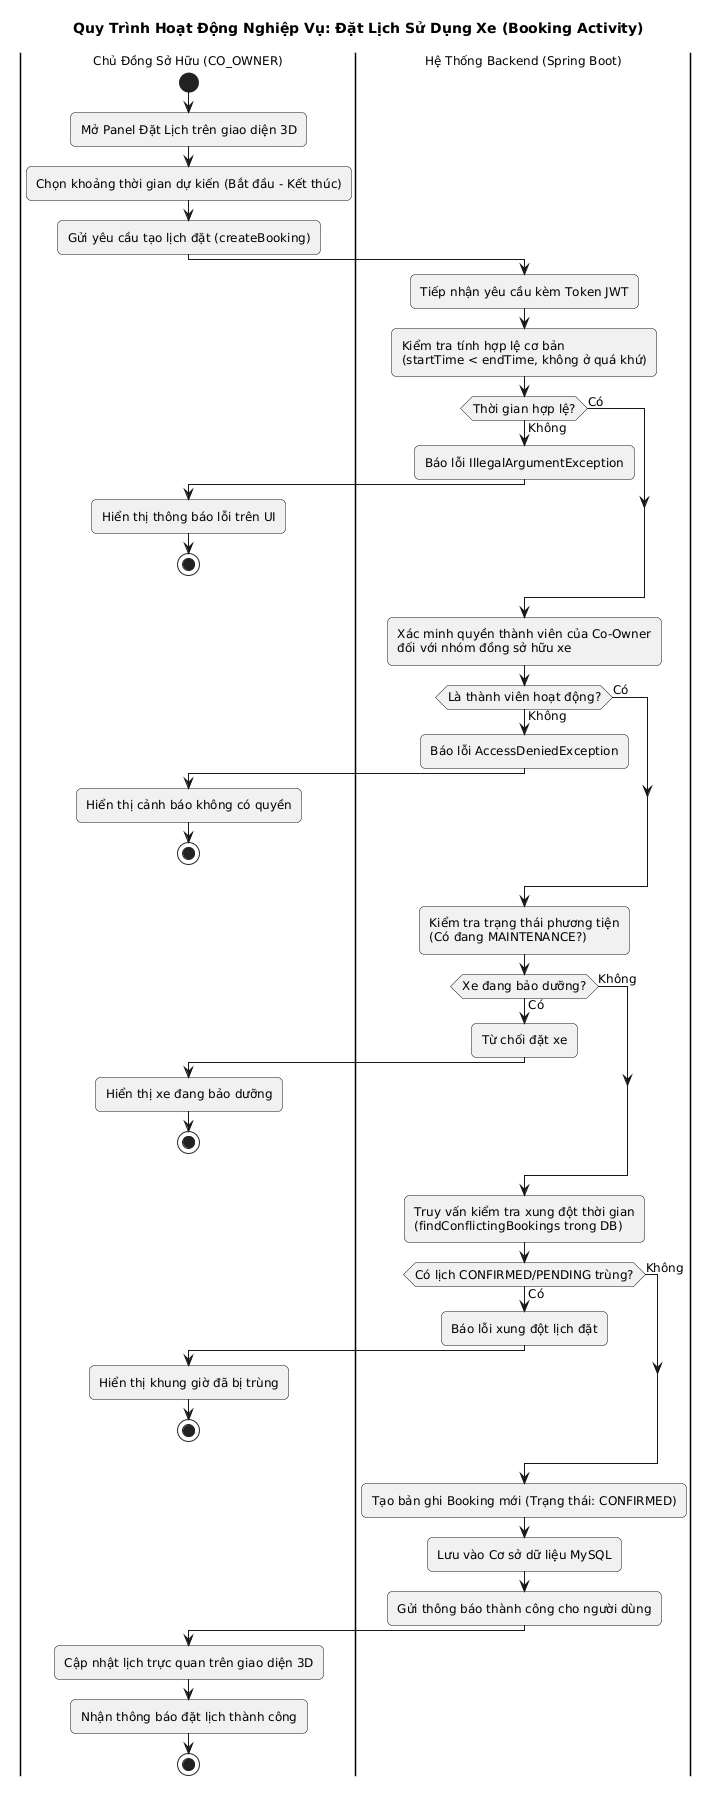 Quy Trình Hoạt Động Nghiệp Vụ: Đặt Lịch Sử Dụng Xe (Booking Activity)
Chủ Đồng Sở Hữu (CO_OWNER)
Hệ Thống Backend (Spring Boot)
Mở Panel Đặt Lịch trên giao diện 3D
Chọn khoảng thời gian dự kiến (Bắt đầu - Kết thúc)
Gửi yêu cầu tạo lịch đặt (createBooking)
Tiếp nhận yêu cầu kèm Token JWT
Kiểm tra tính hợp lệ cơ bản
(startTime < endTime, không ở quá khứ)
Thời gian hợp lệ?
Có
Không
Báo lỗi IllegalArgumentException
Hiển thị thông báo lỗi trên UI
Xác minh quyền thành viên của Co-Owner
đối với nhóm đồng sở hữu xe
Là thành viên hoạt động?
Có
Không
Báo lỗi AccessDeniedException
Hiển thị cảnh báo không có quyền
Kiểm tra trạng thái phương tiện
(Có đang MAINTENANCE?)
Xe đang bảo dưỡng?
Không
Có
Từ chối đặt xe
Hiển thị xe đang bảo dưỡng
Truy vấn kiểm tra xung đột thời gian
(findConflictingBookings trong DB)
Có lịch CONFIRMED/PENDING trùng?
Không
Có
Báo lỗi xung đột lịch đặt
Hiển thị khung giờ đã bị trùng
Tạo bản ghi Booking mới (Trạng thái: CONFIRMED)
Lưu vào Cơ sở dữ liệu MySQL
Gửi thông báo thành công cho người dùng
Cập nhật lịch trực quan trên giao diện 3D
Nhận thông báo đặt lịch thành công